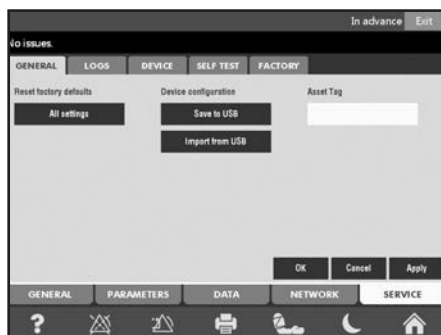 In advance Exit
No issues.
GENERAL LOGS DEVICE SELF TEST FACTORY
Reset factory defaults Device configuration Asset Tag
All settings Save to USB
Import from USB
OK Cancel Apply
GENERAL PARAMETERS DATA NETWORK SERVICE
?